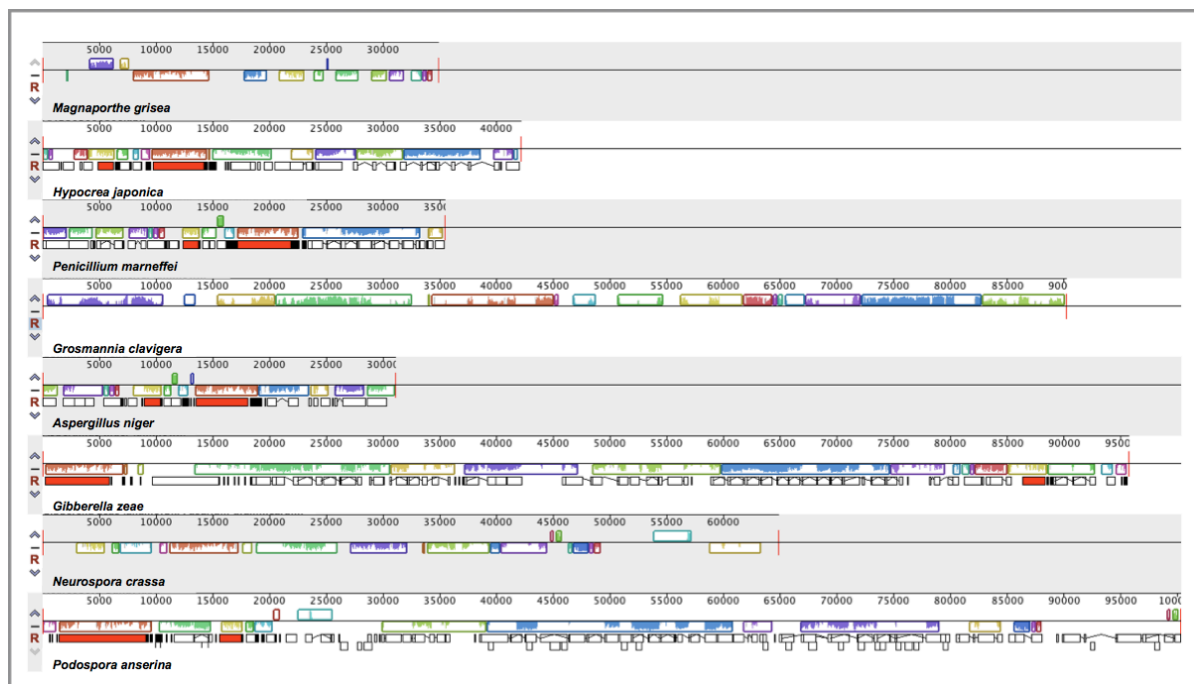 5000 10000 15000 20000 25000 30000
R
Magnaporthe grisea
5000 10000 15000 20000 25000 30000 35000 40000
R
Hypocrea japonica
5000 10000 15000 20000 25000 30000 3500
R
Penicillium marneffei
5000 10000 15000 20000 25000 30000 35000 40000 45000 50000 55000 60000 65000 70000 75000 80000 85000 900
R
Grosmannia clavigera
5000 10000 15000 20000 25000 300
R
Aspergillus niger
5000 10000 15000 20000 25000 30000 35000 40000 45000 50000 55000 60000 65000 70000 75000 80000 85000 90000 9500
R
Gibberella zeae
5000 10000 15000 20000 25000 30000 35000 40000 45000 50000 55000 60000
R
Neurospora crassa
5000 10000 15000 20000 25000 30000 35000 40000 45000 50000 55000 60000 65000 70000 75000 80000 85000 90000 95000 100
R
Podospora anserina